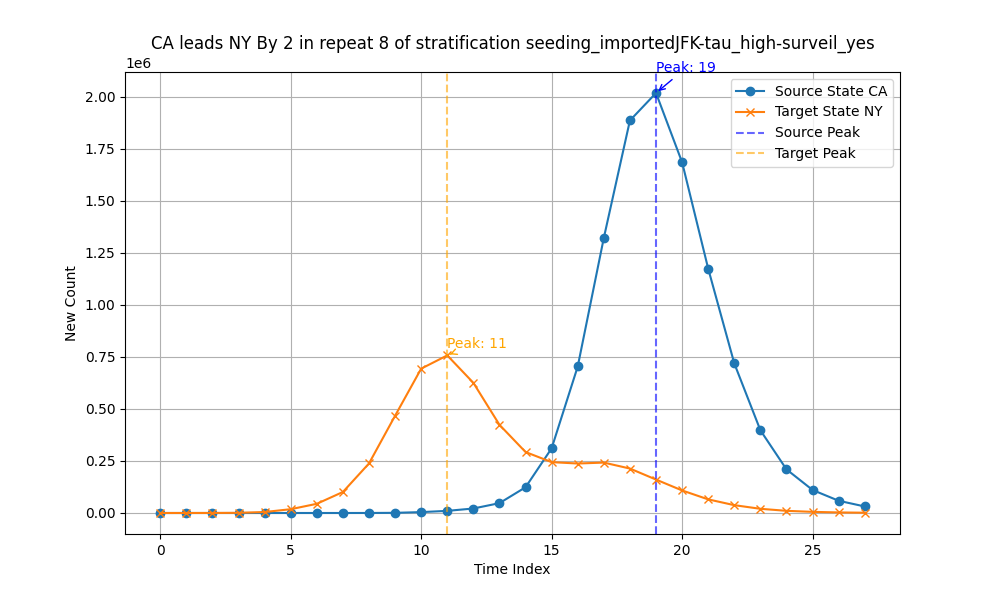 CA leads NY By 2 in repeat 8 of stratification seeding_importedJFK-tau_high-surveil_yes
1e6
Peak: 19
Source State CA
Target State NY
Source Peak
Target Peak
2.00
1.75
1.50
1.25
1.00
0.75
0.50
0.25
0.00
New Count
Peak: 11
0 5 10 15 20 25
Time Index